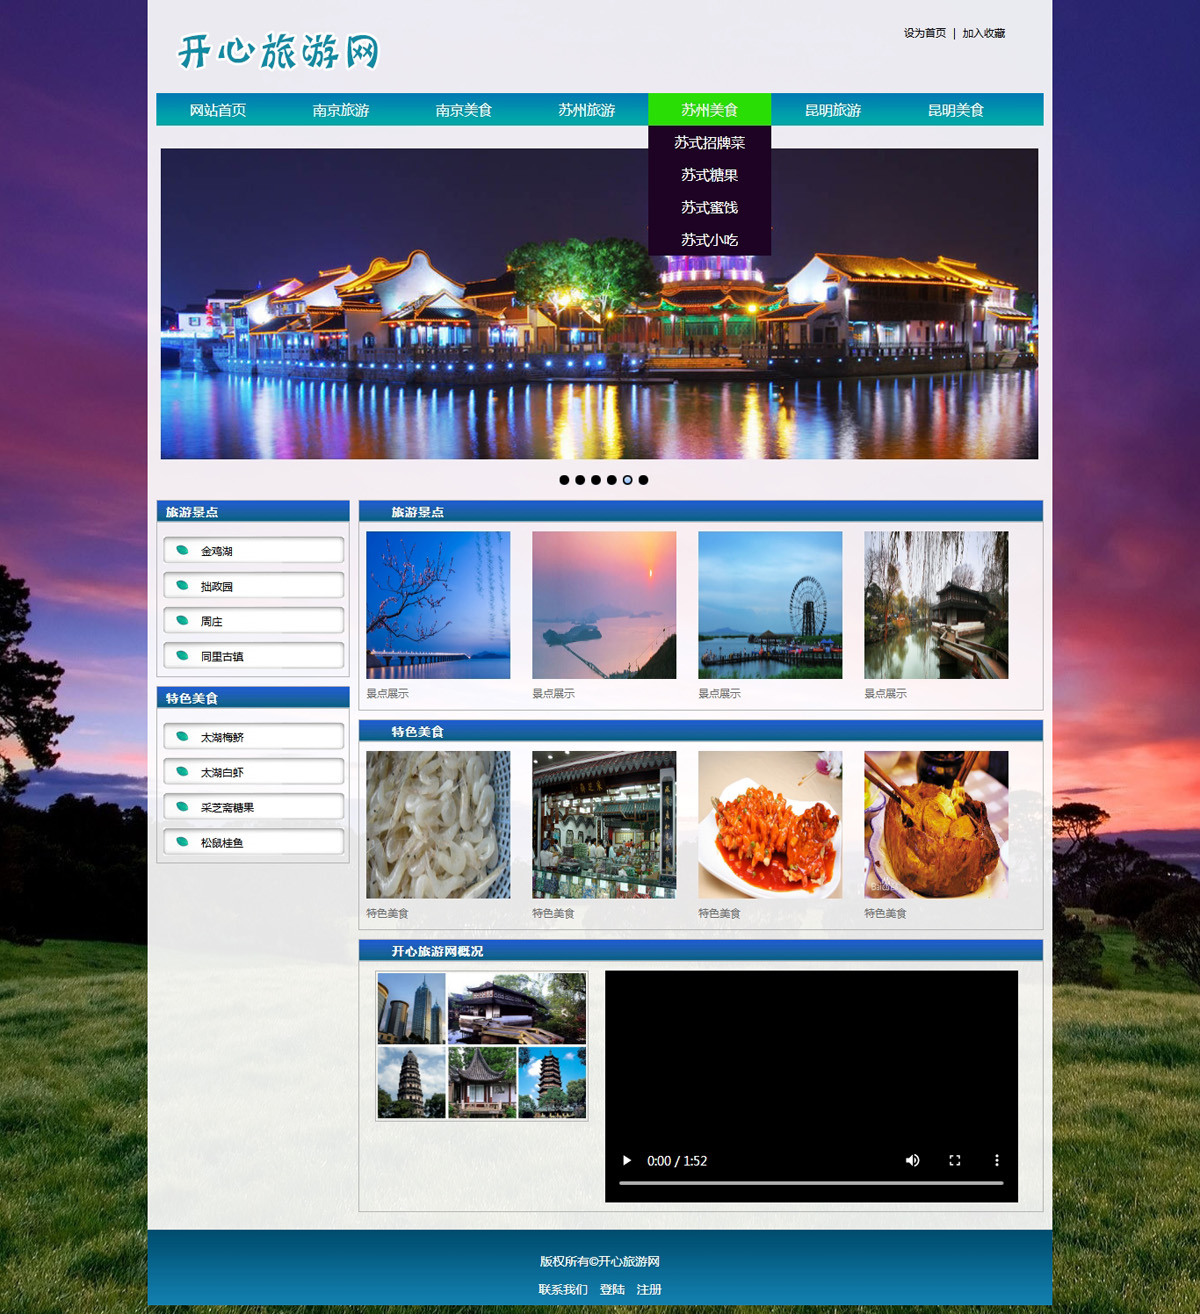 开心旅游网
设为首页 | 加入收藏
网站首页 南京旅游 南京美食 苏州旅游 苏州美食 昆明旅游 昆明美食
苏式招牌菜
苏式糖果
苏式蜜饯
苏式小吃
旅游景点
金鸡湖
拙政园
周庄
同里古镇
特色美食
太湖梅鲚
太湖白虾
采芝斋糖果
松鼠桂鱼
旅游景点
景点展示 景点展示 景点展示 景点展示
特色美食
特色美食 特色美食 特色美食 特色美食
开心旅游网概况
0:00 / 1:52
版权所有©开心旅游网
联系我们 登陆 注册